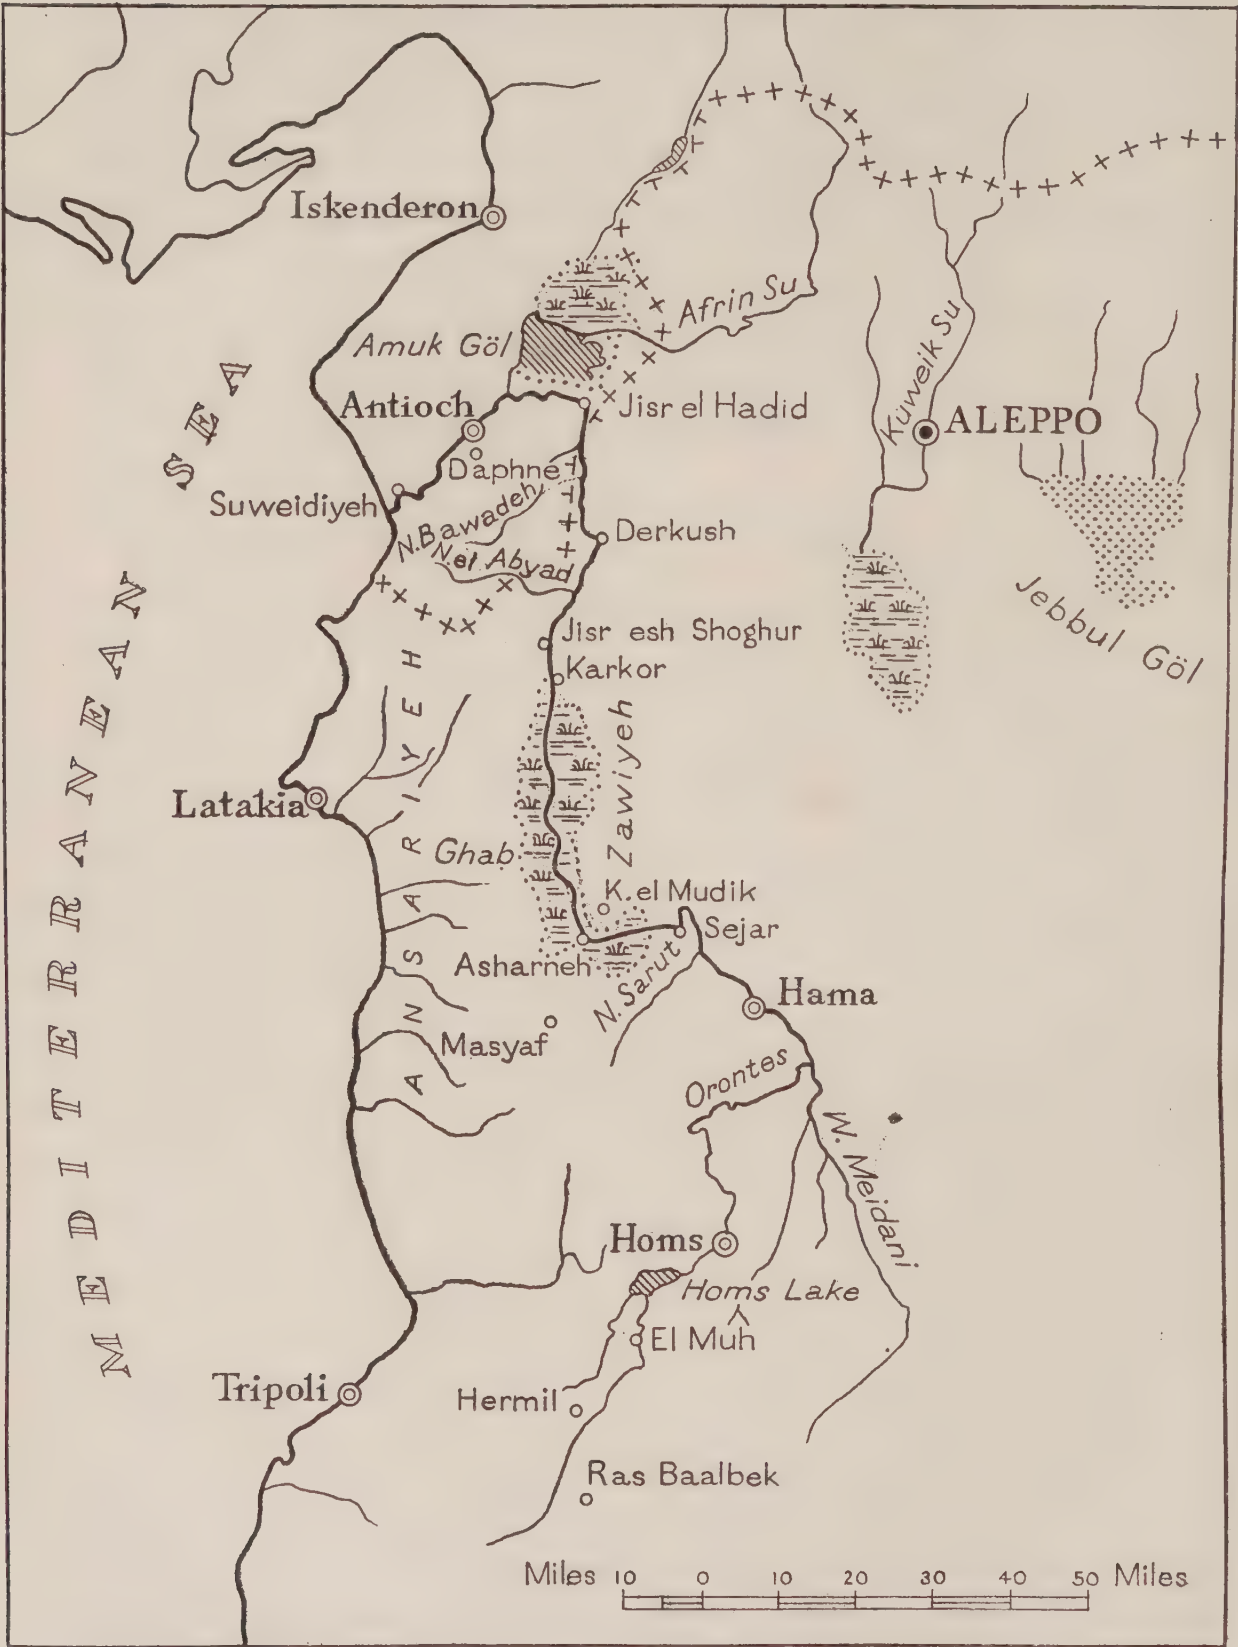 Iskenderon
Afrin Su
Amuk Göl
Kuweik Su
Antioch
Jisr el Hadid
ALEPPO
Daphne
Suweidiyeh
N. Bawadeh
N. el Abyad
Derkush
Jebbul Göl
Jisr esh Shoghur
Karkor
MEDITERRANEAN SEA
ANSARIYEH
Zawiyeh
Latakia
Ghab
K. el Mudik
Sejar
Asharneh
N. Sarut
Hama
Masyaf
Orontes
W. Meidani
Homs
Homs Lake
El Muh
Tripoli
Hermil
Ras Baalbek
Miles 10 0 10 20 30 40 50 Miles